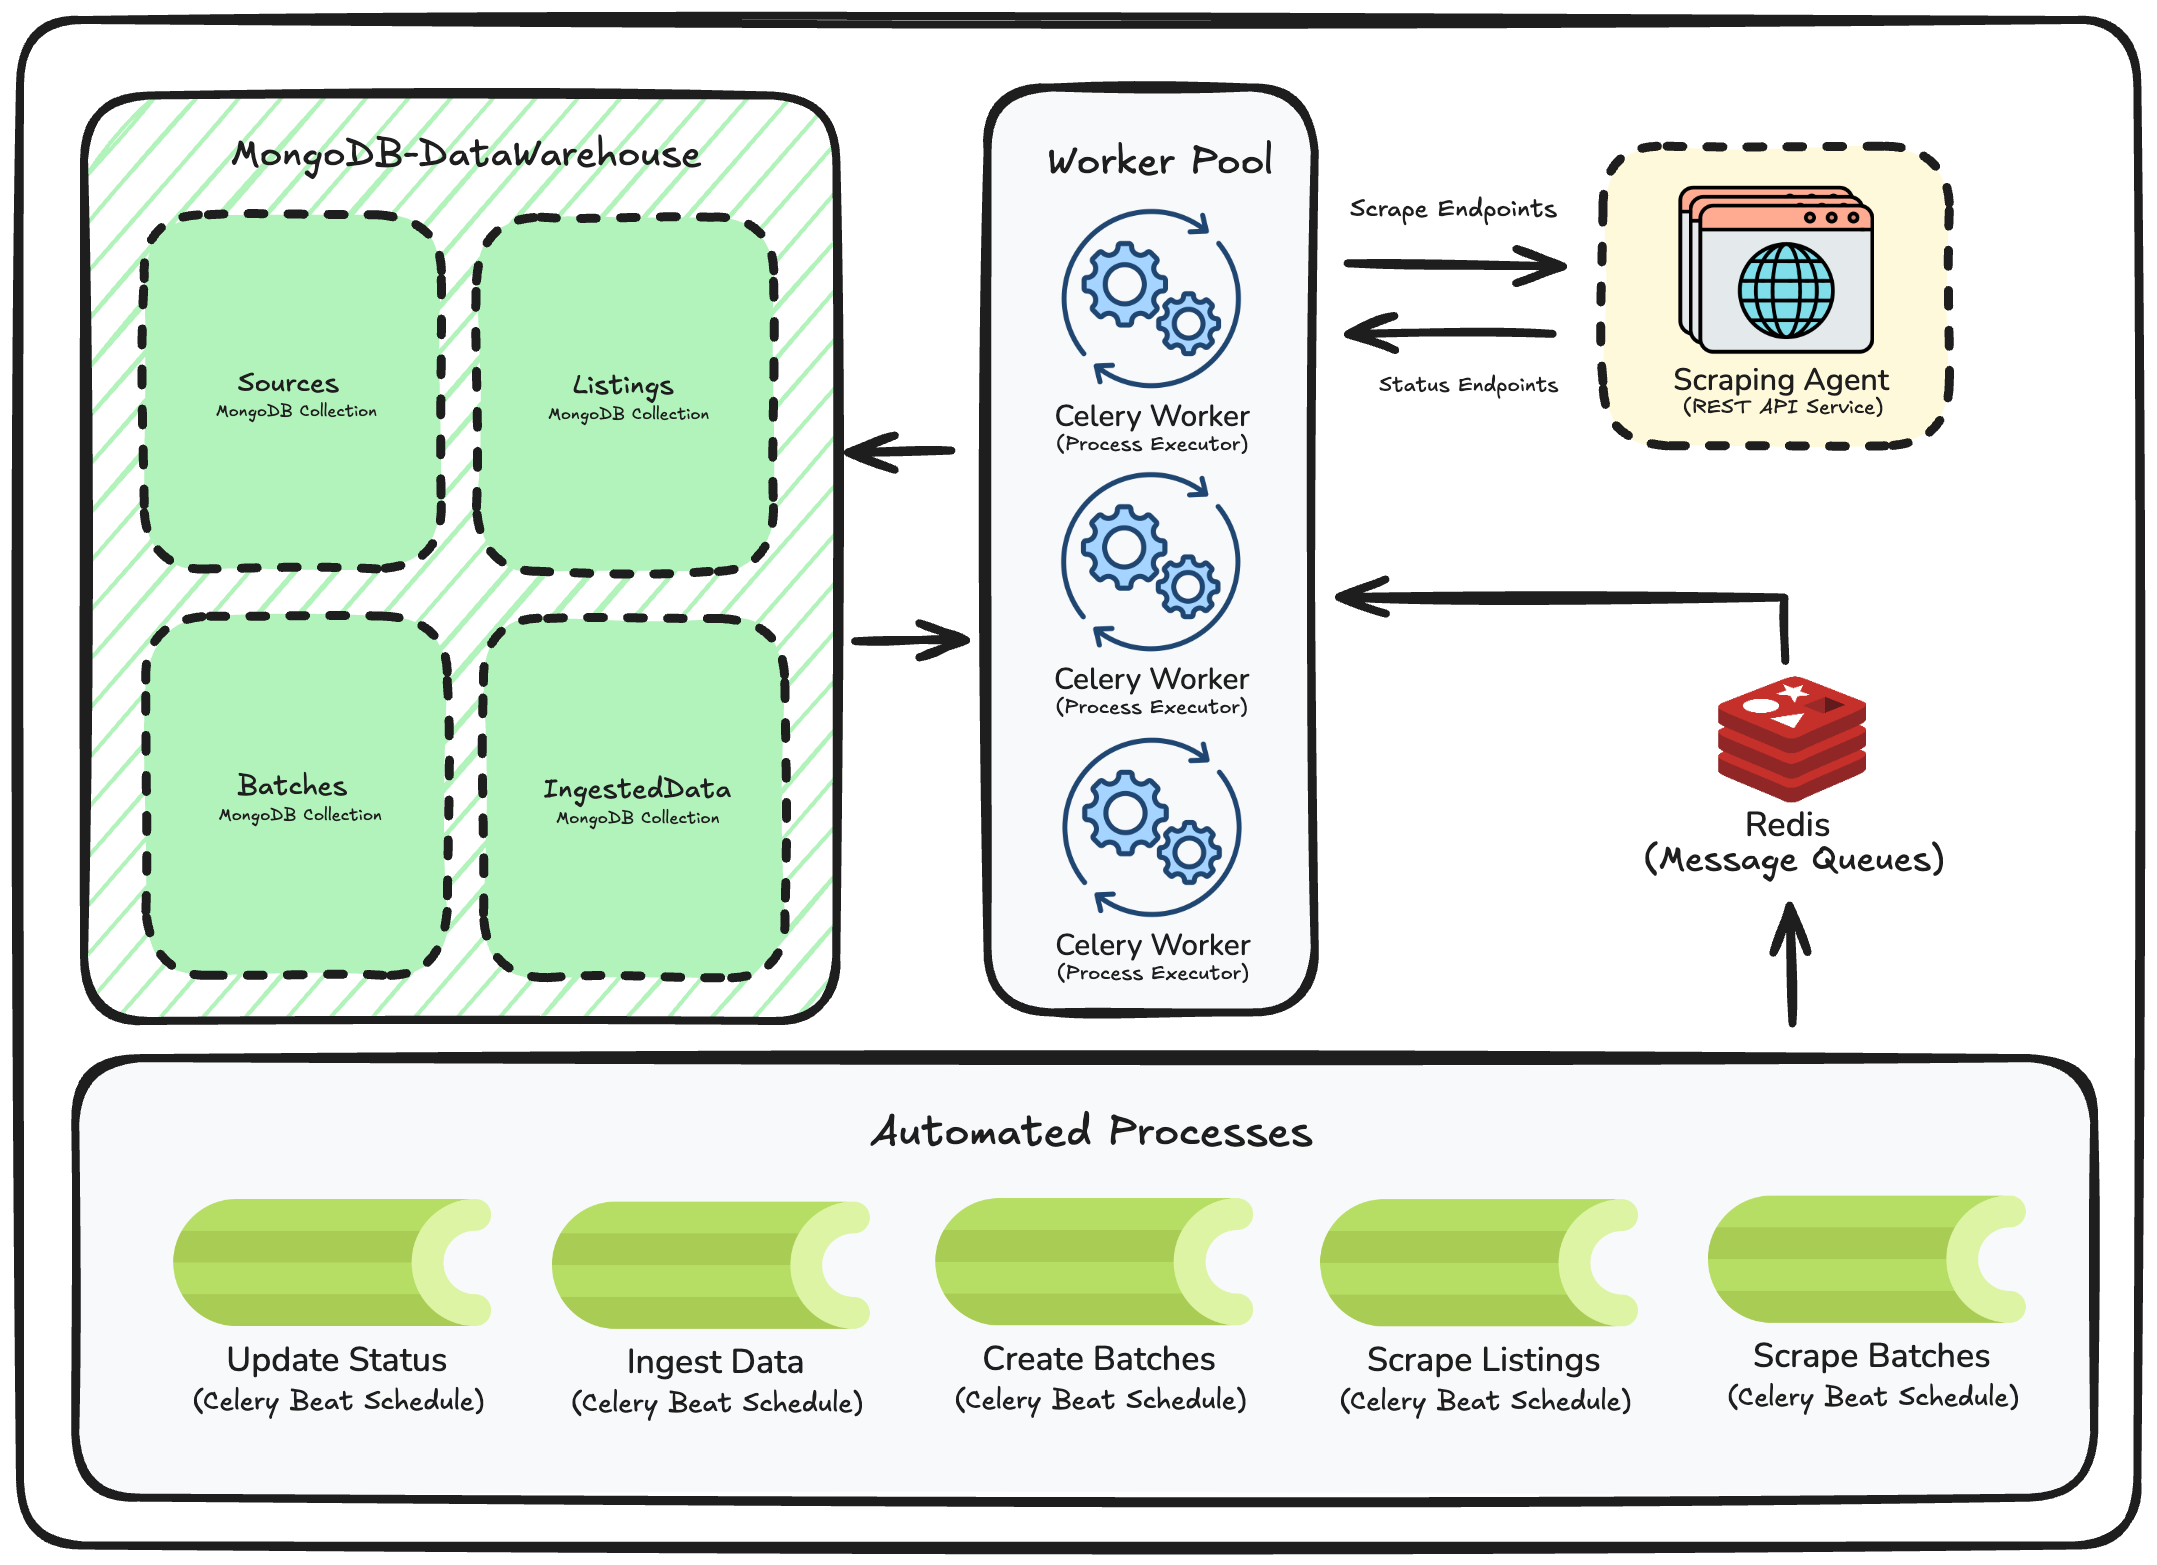 MongoDB-DataWarehouse
Sources
MongoDB Collection
Listings
MongoDB Collection
Batches
MongoDB Collection
IngestedData
MongoDB Collection
Worker Pool
Celery Worker
(Process Executor)
Celery Worker
(Process Executor)
Celery Worker
(Process Executor)
Scrape Endpoints
Status Endpoints
Scraping Agent
(REST API Service)
Redis
(Message Queues)
Automated Processes
Update Status
(Celery Beat Schedule)
Ingest Data
(Celery Beat Schedule)
Create Batches
(Celery Beat Schedule)
Scrape Listings
(Celery Beat Schedule)
Scrape Batches
(Celery Beat Schedule)